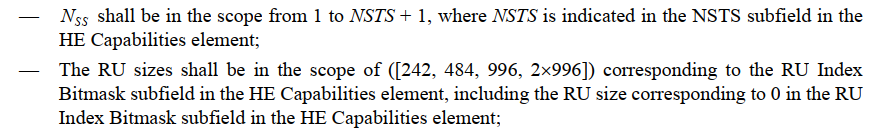 — N_SS shall be in the scope from 1 to NSTS + 1, where NSTS is indicated in the NSTS subfield in the
HE Capabilities element;
— The RU sizes shall be in the scope of ([242, 484, 996, 2×996]) corresponding to the RU Index
Bitmask subfield in the HE Capabilities element, including the RU size corresponding to 0 in the RU
Index Bitmask subfield in the HE Capabilities element;